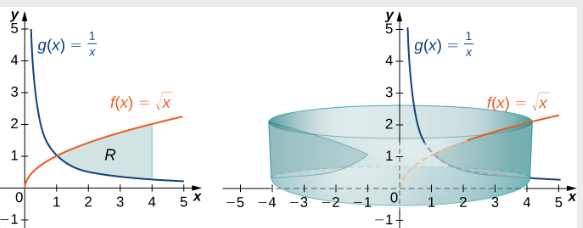 y
5
4
3
2
1
0
−1
1 2 3 4 5 x
g(x) = 1/x
f(x) = √x
R
y
5
4
3
2
1
0
−1
−5 −4 −3 −2 −1 1 2 3 4 5 x
g(x) = 1/x
f(x) = √x